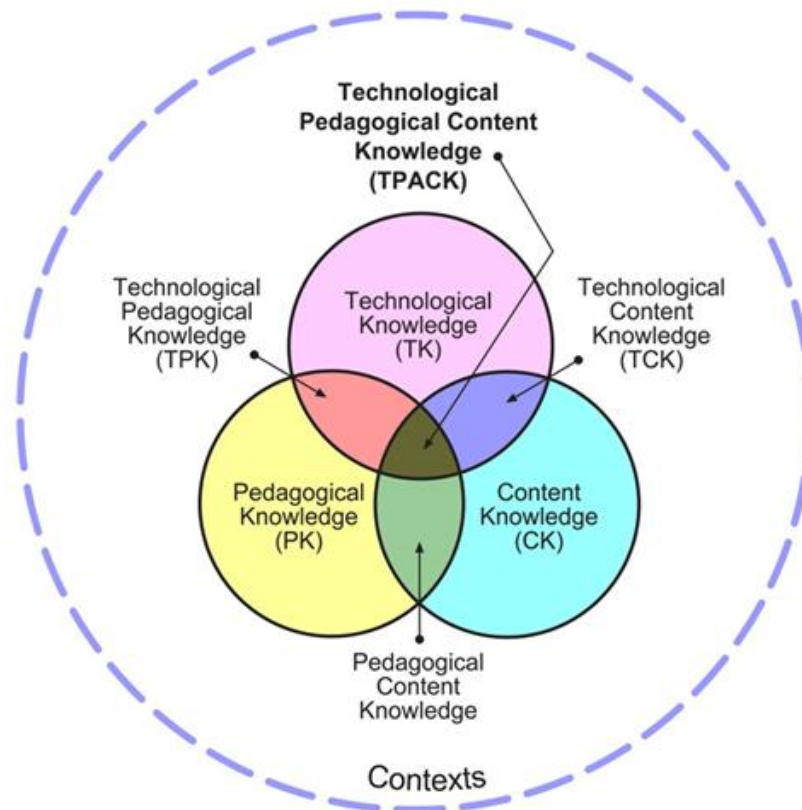 Technological
Pedagogical Content
Knowledge
(TPACK)
Technological
Pedagogical
Knowledge
(TPK)
Technological
Knowledge
(TK)
Technological
Content
Knowledge
(TCK)
Pedagogical
Knowledge
(PK)
Content
Knowledge
(CK)
Pedagogical
Content
Knowledge
Contexts